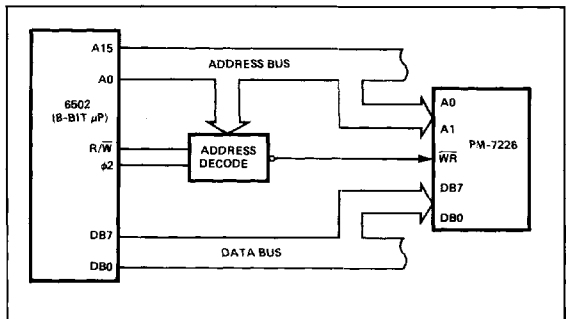 A15
ADDRESS BUS
A0
6502
(8-BIT μP)
R/W̅
ϕ2
ADDRESS
DECODE
A0
A1
PM-7226
W̅R̅
DB7
DB0
DB7
DATA BUS
DB0